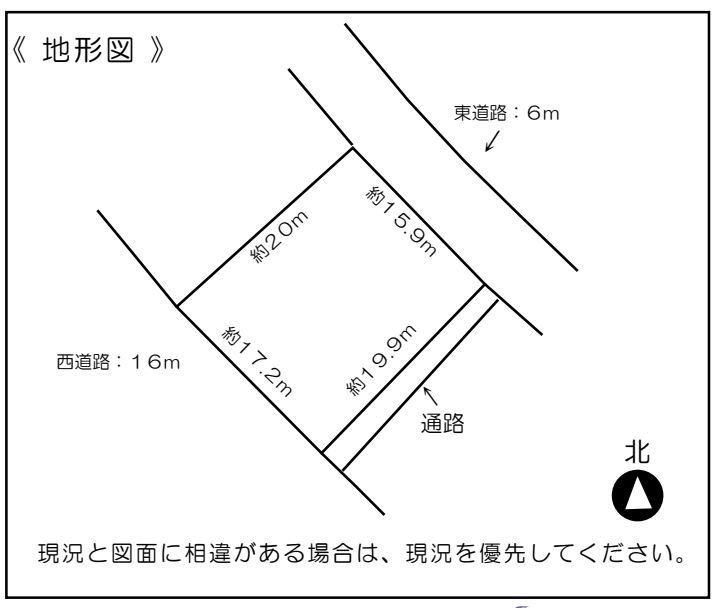 《 地形図 》
東道路：6m
約15.9m
約20m
約17.2m
約19.9m
西道路：16m
通路
北
現況と図面に相違がある場合は、現況を優先してください。